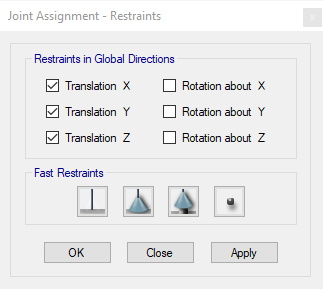 Joint Assignment - Restraints
x
Restraints in Global Directions
Translation X
Rotation about X
Translation Y
Rotation about Y
Translation Z
Rotation about Z
Fast Restraints
OK
Close
Apply